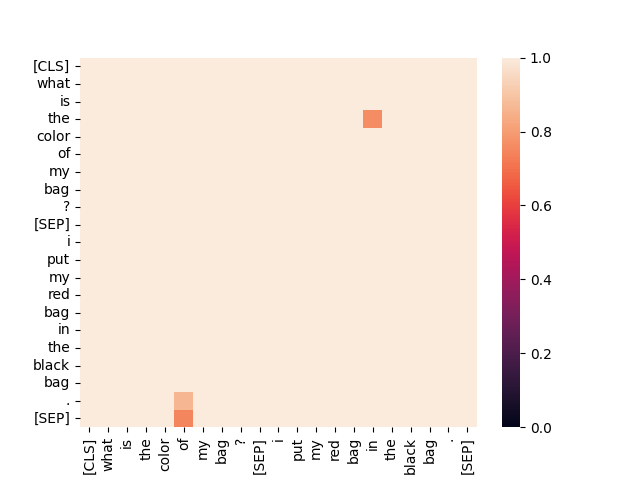 [CLS]
what
is
the
color
of
my
bag
?
[SEP]
i
put
my
red
bag
in
the
black
bag
.
[SEP]
[CLS] what is the color of my bag ? [SEP] i put my red bag in the black bag . [SEP]
1.0
0.8
0.6
0.4
0.2
0.0